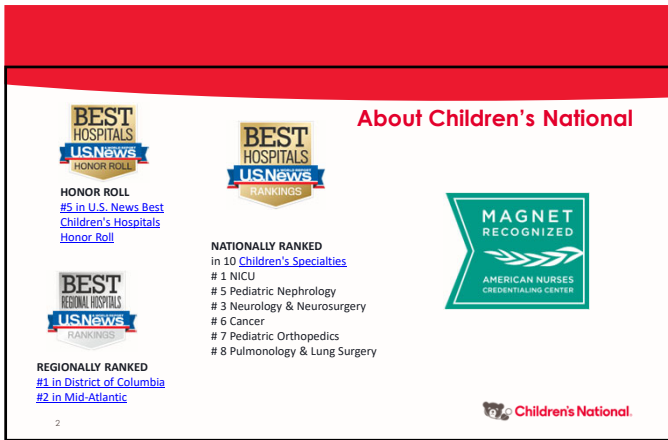 About Children's National
BEST
HOSPITALS
U.S.News
HONOR ROLL
HONOR ROLL
#5 in U.S. News Best
Children's Hospitals
Honor Roll
BEST
REGIONAL HOSPITALS
U.S.News
RANKINGS
REGIONALLY RANKED
#1 in District of Columbia
#2 in Mid-Atlantic
BEST
HOSPITALS
U.S.News
RANKINGS
NATIONALLY RANKED
in 10 Children's Specialties
# 1 NICU
# 5 Pediatric Nephrology
# 3 Neurology & Neurosurgery
# 6 Cancer
# 7 Pediatric Orthopedics
# 8 Pulmonology & Lung Surgery
MAGNET
RECOGNIZED
AMERICAN NURSES
CREDENTIALING CENTER
2
Children's National.